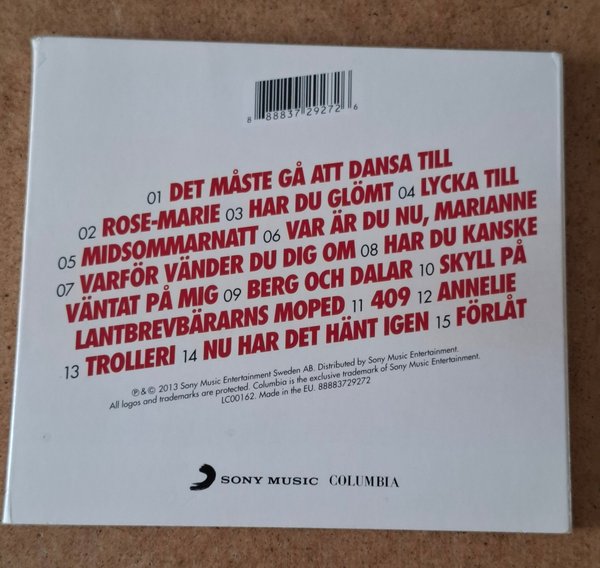 8 88837 29272 6
01 DET MÅSTE GÅ ATT DANSA TILL
02 ROSE-MARIE 03 HAR DU GLÖMT 04 LYCKA TILL
05 MIDSOMMARNATT 06 VAR ÄR DU NU, MARIANNE
07 VARFÖR VÄNDER DU DIG OM 08 HAR DU KANSKE
VÄNTAT PÅ MIG 09 BERG OCH DALAR 10 SKYLL PÅ
LANTBREVBÄRARNS MOPED 11 409 12 ANNELIE
13 TROLLERI 14 NU HAR DET HÄNT IGEN 15 FÖRLÅT
℗ & © 2013 Sony Music Entertainment Sweden AB. Distributed by Sony Music Entertainment.
All logos and trademarks are protected. Columbia is the exclusive trademark of Sony Music Entertainment.
LC00162. Made in the EU. 88883729272
SONY MUSIC COLUMBIA